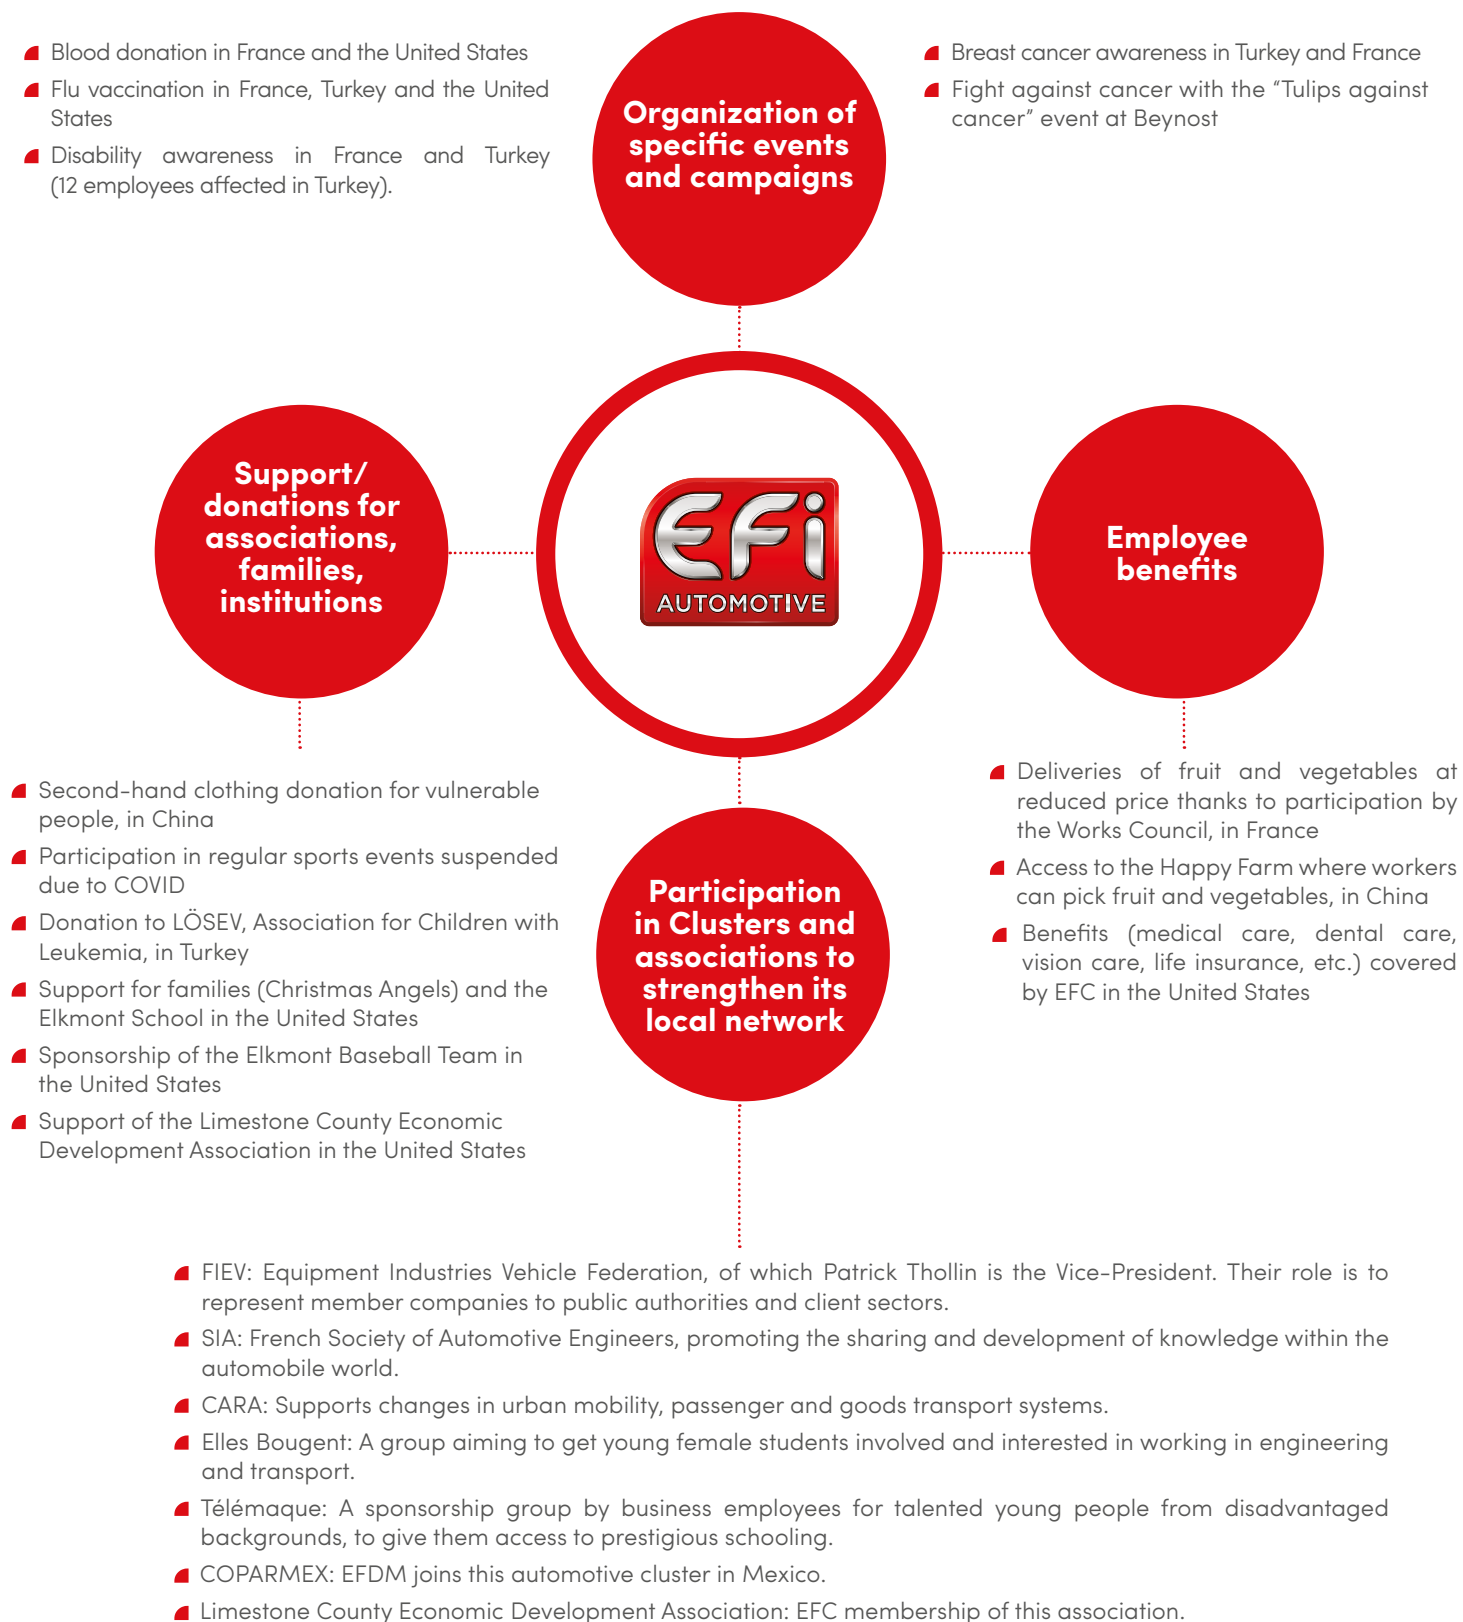 Blood donation in France and the United States
Flu vaccination in France, Turkey and the United
States
Disability awareness in France and Turkey
(12 employees affected in Turkey).
Organization of
specific events
and campaigns
Breast cancer awareness in Turkey and France
Fight against cancer with the “Tulips against
cancer” event at Beynost
Support/
donations for
associations,
families,
institutions
EFi
AUTOMOTIVE
Employee
benefits
Second-hand clothing donation for vulnerable
people, in China
Participation in regular sports events suspended
due to COVID
Donation to LÖSEV, Association for Children with
Leukemia, in Turkey
Support for families (Christmas Angels) and the
Elkmont School in the United States
Sponsorship of the Elkmont Baseball Team in
the United States
Support of the Limestone County Economic
Development Association in the United States
Participation
in Clusters and
associations to
strengthen its
local network
Deliveries of fruit and vegetables at
reduced price thanks to participation by
the Works Council, in France
Access to the Happy Farm where workers
can pick fruit and vegetables, in China
Benefits (medical care, dental care,
vision care, life insurance, etc.) covered
by EFC in the United States
FIEV: Equipment Industries Vehicle Federation, of which Patrick Thollin is the Vice-President. Their role is to
represent member companies to public authorities and client sectors.
SIA: French Society of Automotive Engineers, promoting the sharing and development of knowledge within the
automobile world.
CARA: Supports changes in urban mobility, passenger and goods transport systems.
Elles Bougent: A group aiming to get young female students involved and interested in working in engineering
and transport.
Télémaque: A sponsorship group by business employees for talented young people from disadvantaged
backgrounds, to give them access to prestigious schooling.
COPARMEX: EFDM joins this automotive cluster in Mexico.
Limestone County Economic Development Association: EFC membership of this association.